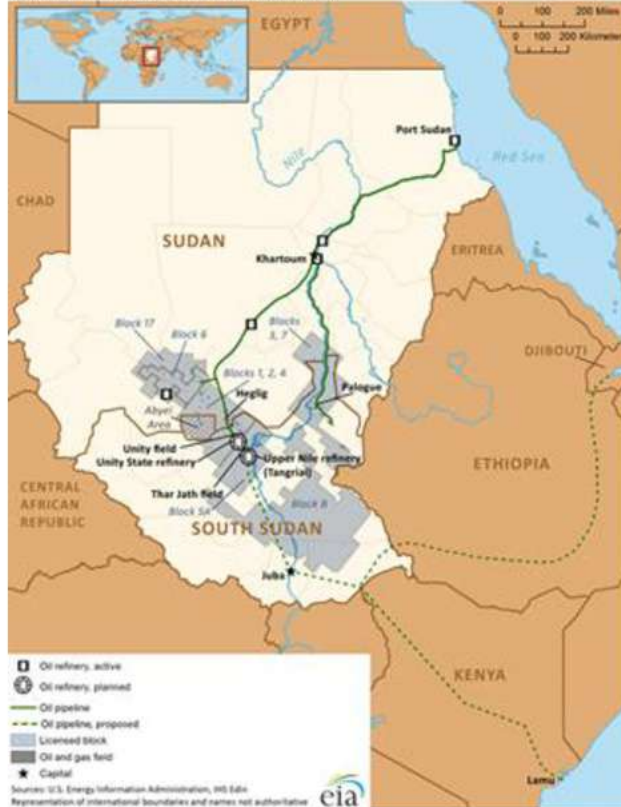 EGYPT
0 100 200 Miles
0 100 200 Kilometer
Port Sudan
Nile
Red Sea
CHAD
SUDAN
Khartoum
ERITREA
Block 17
Block 6
Blocks
3, 7
DJIBOUTI
Blocks 1, 2, 4
Heglig
Palogue
Abyei
Area
Unity field
Unity State refinery
Upper Nile refinery
(Tangrial)
ETHIOPIA
Thar Jath field
Block 5A
Block B
CENTRAL
AFRICAN
REPUBLIC
SOUTH SUDAN
Juba
KENYA
Lamu
Oil refinery, active
Oil refinery, planned
Oil pipeline
Oil pipeline, proposed
Licensed block
Oil and gas field
Capital
Sources: U.S. Energy Information Administration, IHS Edin
Representation of international boundaries and names not authoritative
eia